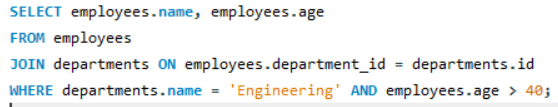 SELECT employees.name, employees.age
FROM employees
JOIN departments ON employees.department_id = departments.id
WHERE departments.name = 'Engineering' AND employees.age > 40;